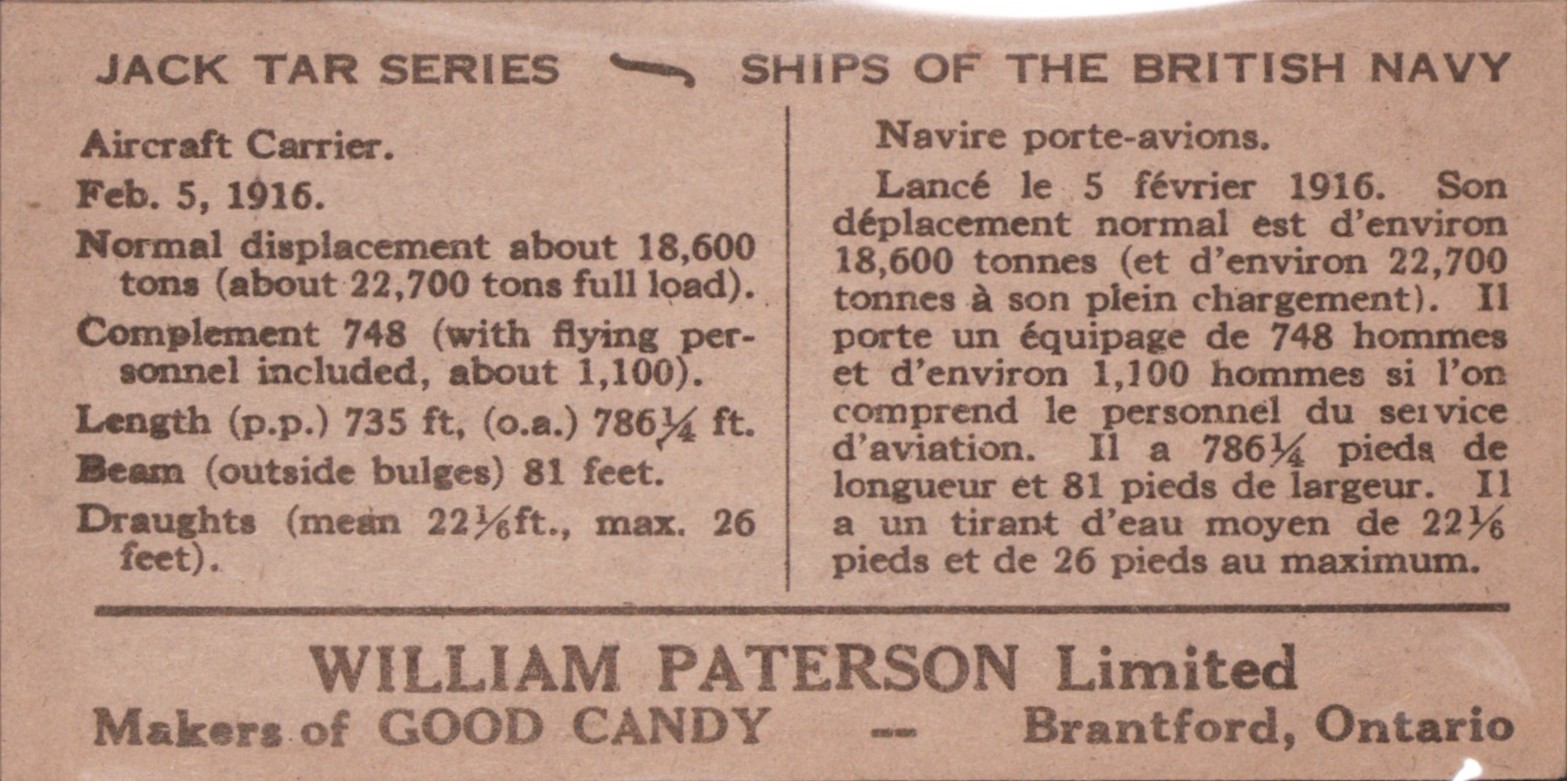 JACK TAR SERIES ~ SHIPS OF THE BRITISH NAVY
Aircraft Carrier.
Feb. 5, 1916.
Normal displacement about 18,600
tons (about 22,700 tons full load).
Complement 748 (with flying per-
sonnel included, about 1,100).
Length (p.p.) 735 ft, (o.a.) 786¼ ft.
Beam (outside bulges) 81 feet.
Draughts (mean 22⅙ft., max. 26
feet).
Navire porte-avions.
Lancé le 5 février 1916. Son
déplacement normal est d'environ
18,600 tonnes (et d'environ 22,700
tonnes à son plein chargement). Il
porte un équipage de 748 hommes
et d'environ 1,100 hommes si l'on
comprend le personnel du service
d'aviation. Il a 786¼ pieds de
longueur et 81 pieds de largeur. Il
a un tirant d'eau moyen de 22⅙
pieds et de 26 pieds au maximum.
WILLIAM PATERSON Limited
Makers of GOOD CANDY -- Brantford, Ontario